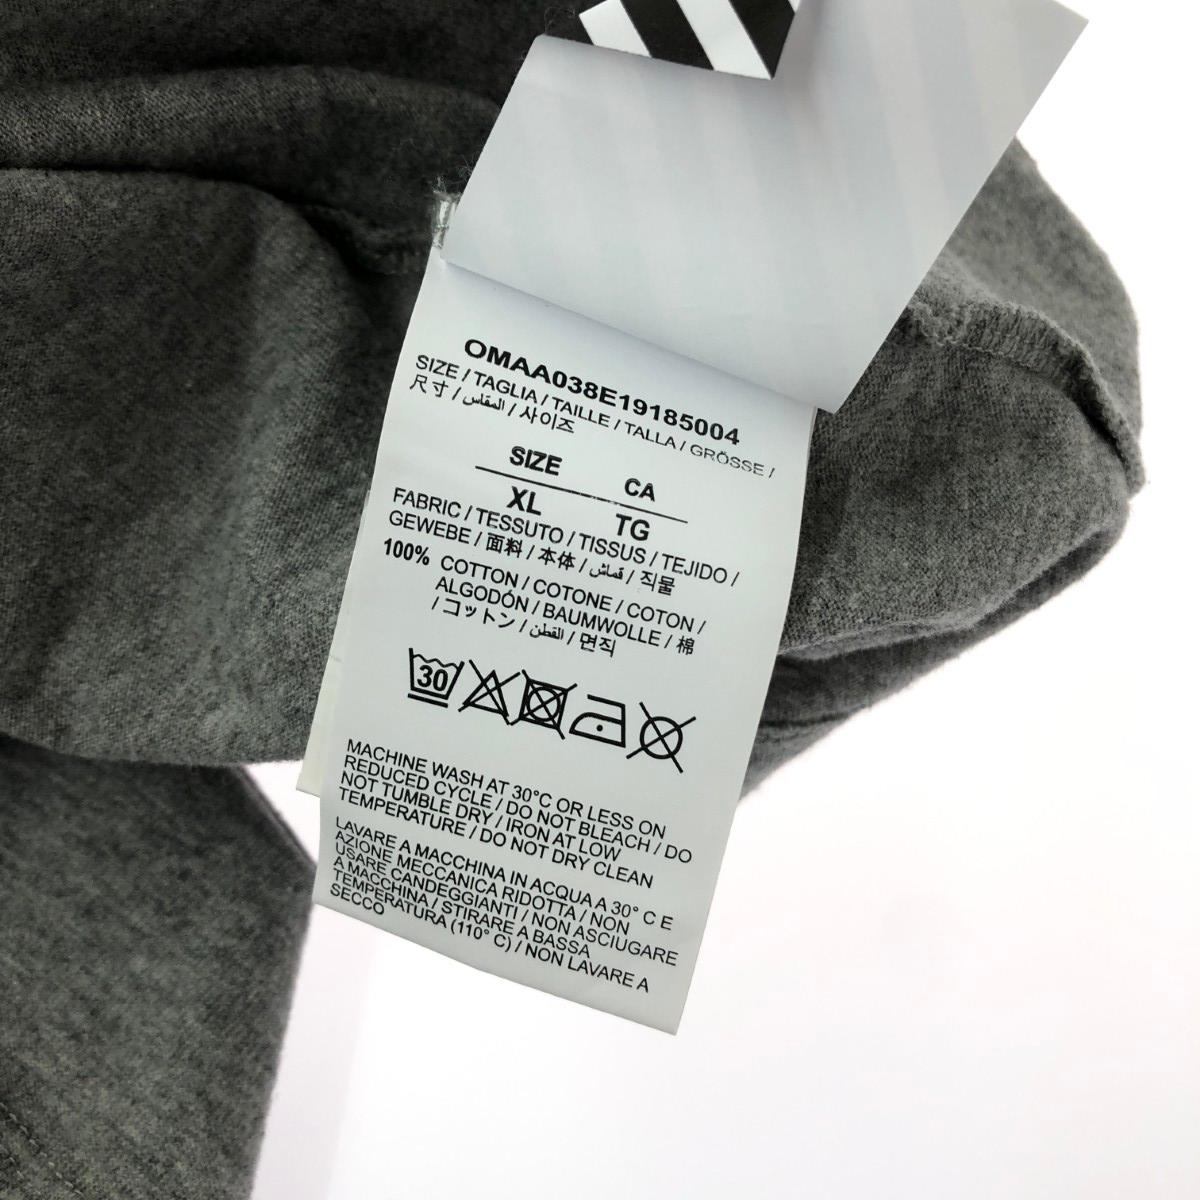 OMAA038E19185004
SIZE / TAGLIA / TAILLE / TALLA / GRÖSSE /
尺寸 / المقاس / 사이즈
SIZE CA
XL TG
FABRIC / TESSUTO / TISSUS / TEJIDO /
GEWEBE / 面料 / 本体 / قماش / 직물
100% COTTON / COTONE / COTON /
ALGODÓN / BAUMWOLLE / 棉
/ コットン / القطن / 면직
30
MACHINE WASH AT 30°C OR LESS ON
REDUCED CYCLE / DO NOT BLEACH / DO
NOT TUMBLE DRY / IRON AT LOW
TEMPERATURE / DO NOT DRY CLEAN
LAVARE A MACCHINA IN ACQUA A 30° C E
AZIONE MECCANICA RIDOTTA / NON
USARE CANDEGGIANTI / NON ASCIUGARE
A MACCHINA / STIRARE A BASSA
TEMPERATURA (110° C) / NON LAVARE A
SECCO